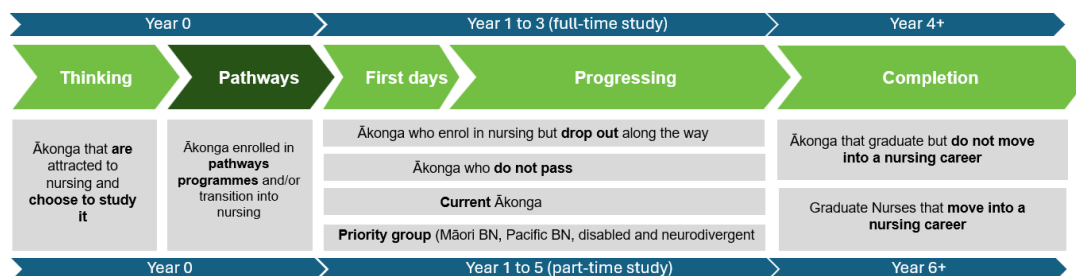 Year 0
Year 1 to 3 (full-time study)
Year 4+
Thinking
Pathways
First days
Progressing
Completion
Ākonga that are
attracted to
nursing and
choose to study
it
Ākonga enrolled in
pathways
programmes and/or
transition into
nursing
Ākonga who enrol in nursing but drop out along the way
Ākonga who do not pass
Current Ākonga
Priority group (Māori BN, Pacific BN, disabled and neurodivergent
Ākonga that graduate but do not move
into a nursing career
Graduate Nurses that move into a
nursing career
Year 0
Year 1 to 5 (part-time study)
Year 6+